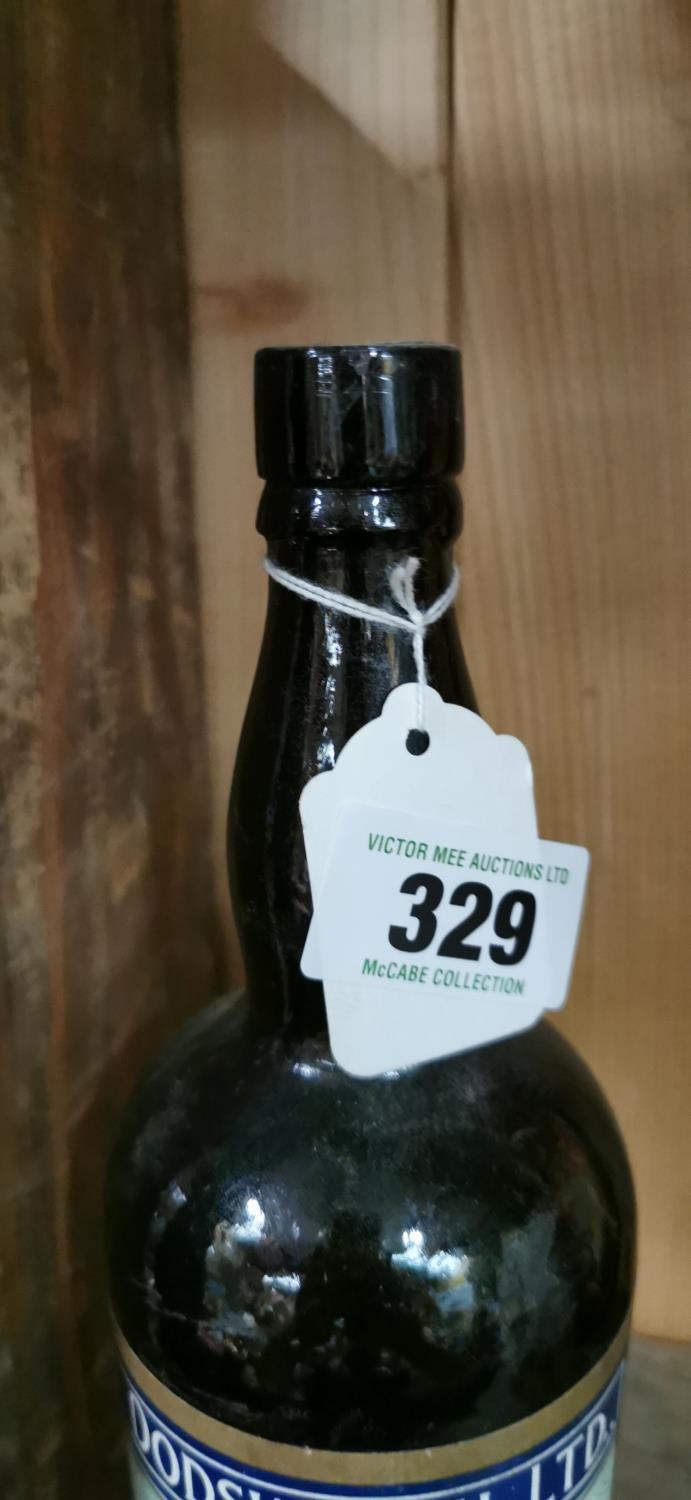 VICTOR MEE AUCTIONS LTD
329
McCABE COLLECTION
LTD.,